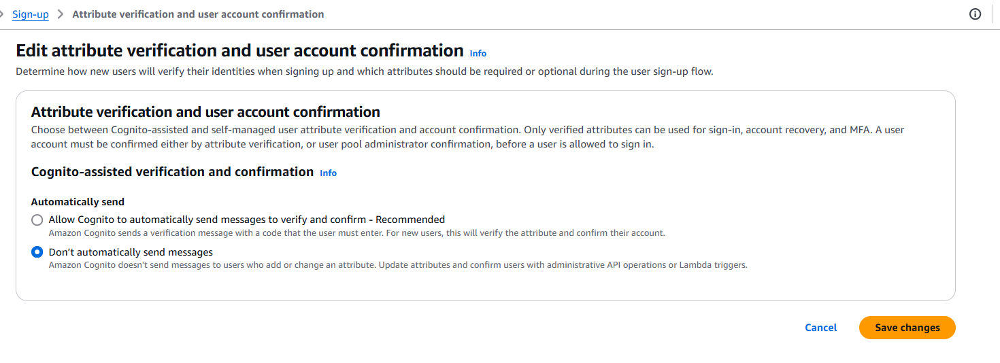 Sign-up > Attribute verification and user account confirmation
Edit attribute verification and user account confirmation Info
Determine how new users will verify their identities when signing up and which attributes should be required or optional during the user sign-up flow.
Attribute verification and user account confirmation
Choose between Cognito-assisted and self-managed user attribute verification and account confirmation. Only verified attributes can be used for sign-in, account recovery, and MFA. A user
account must be confirmed either by attribute verification, or user pool administrator confirmation, before a user is allowed to sign in.
Cognito-assisted verification and confirmation Info
Automatically send
Allow Cognito to automatically send messages to verify and confirm - Recommended
Amazon Cognito sends a verification message with a code that the user must enter. For new users, this will verify the attribute and confirm their account.
Don’t automatically send messages
Amazon Cognito doesn't send messages to users who add or change an attribute. Update attributes and confirm users with administrative API operations or Lambda triggers.
Cancel Save changes